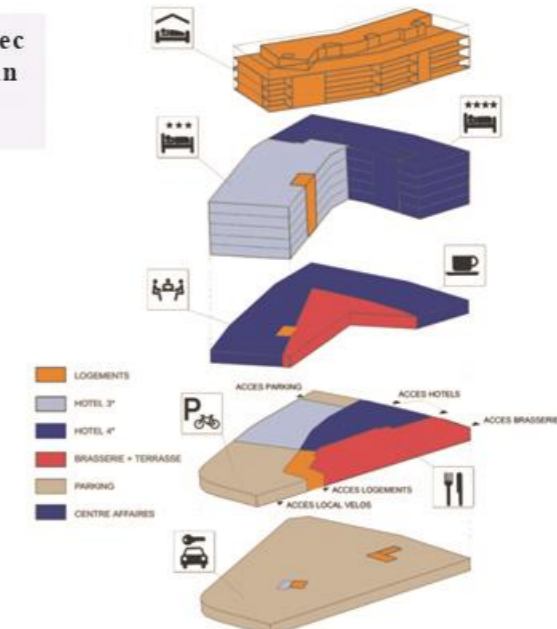 ec
n
★★★
★★★★
LOGEMENTS
HOTEL 3*
HOTEL 4*
BRASSERIE + TERRASSE
PARKING
CENTRE AFFAIRES
ACCES PARKING
ACCES HOTELS
ACCES BRASSERIE
P
ACCES LOGEMENTS
ACCES LOCAL VELOS